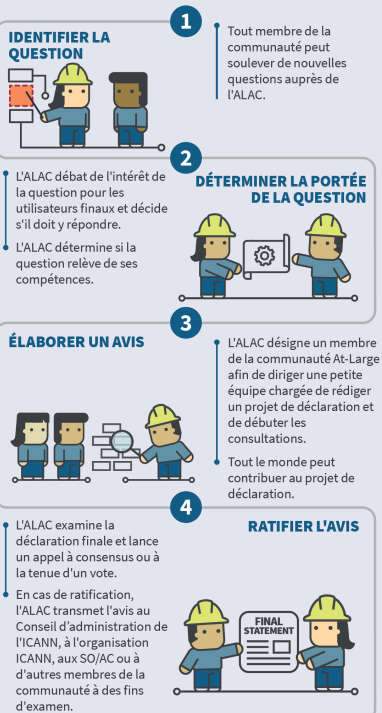 1
IDENTIFIER LA
QUESTION
Tout membre de la
communauté peut
soulever de nouvelles
questions auprès de
l'ALAC.
2
DÉTERMINER LA PORTÉE
DE LA QUESTION
L'ALAC débat de l'intérêt de
la question pour les
utilisateurs finaux et décide
s'il doit y répondre.
L'ALAC détermine si la
question relève de ses
compétences.
3
ÉLABORER UN AVIS
L'ALAC désigne un membre
de la communauté At-Large
afin de diriger une petite
équipe chargée de rédiger
un projet de déclaration et
de débuter les
consultations.
Tout le monde peut
contribuer au projet de
déclaration.
4
RATIFIER L'AVIS
L'ALAC examine la
déclaration finale et lance
un appel à consensus ou à
la tenue d'un vote.
En cas de ratification,
l'ALAC transmet l'avis au
Conseil d'administration de
l'ICANN, à l'organisation
ICANN, aux SO/AC ou à
d'autres membres de la
communauté à des fins
d'examen.
FINAL
STATEMENT